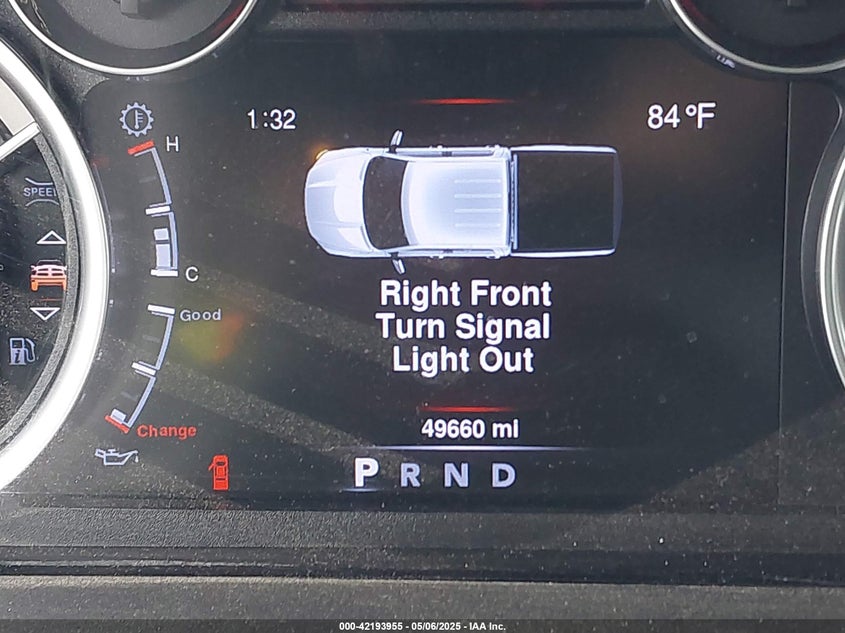 1:32
84°F
H
SPEED
C
Right Front
Turn Signal
Light Out
Good
Change
49660 mi
P R N D
000-42193955 - 05/06/2025 - IAA Inc.